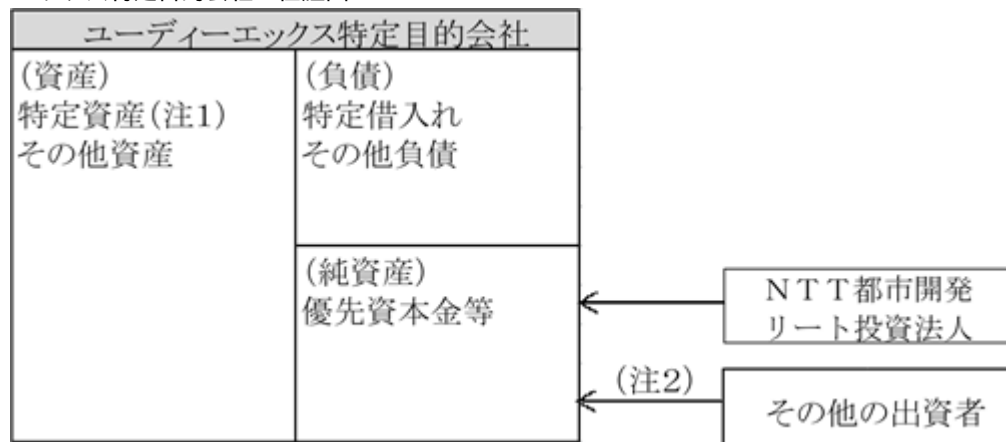 ユーディーエックス特定目的会社
(資産)
特定資産(注1)
その他資産
(負債)
特定借入れ
その他負債
(純資産)
優先資本金等
NTT都市開発
リート投資法人
(注2)
その他の出資者